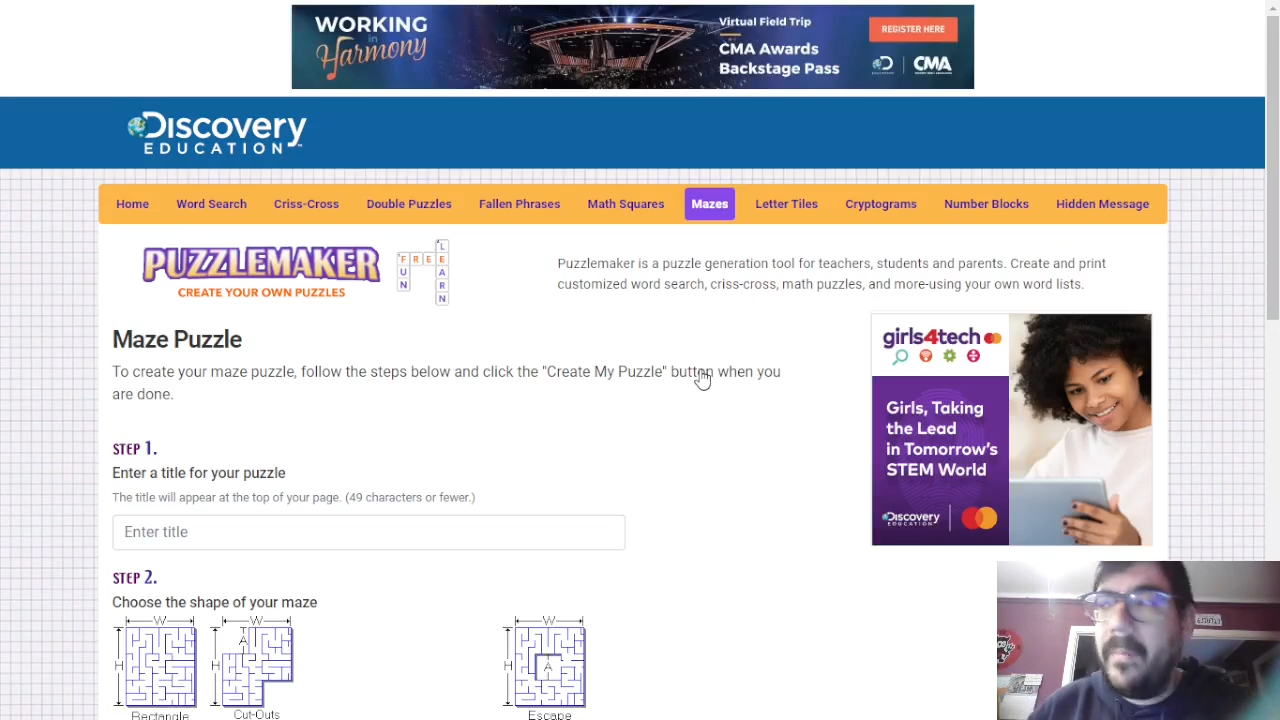 WORKING
in
Harmony
Virtual Field Trip
CMA Awards
Backstage Pass
REGISTER HERE
CMA
Discovery
EDUCATION
Home
Word Search
Criss-Cross
Double Puzzles
Fallen Phrases
Math Squares
Mazes
Letter Tiles
Cryptograms
Number Blocks
Hidden Message
PUZZLEMAKER
CREATE YOUR OWN PUZZLES
FREE
FUN
LEARN
Puzzlemaker is a puzzle generation tool for teachers, students and parents. Create and print
customized word search, criss-cross, math puzzles, and more-using your own word lists.
Maze Puzzle
To create your maze puzzle, follow the steps below and click the "Create My Puzzle" button when you
are done.
girls4tech
Girls, Taking
the Lead
in Tomorrow's
STEM World
Discovery
EDUCATION
mastercard
STEP 1.
Enter a title for your puzzle
The title will appear at the top of your page. (49 characters or fewer.)
Enter title
STEP 2.
Choose the shape of your maze
W
H
Rectangle
W
H
A
Cut-Outs
W
H
A
Escape